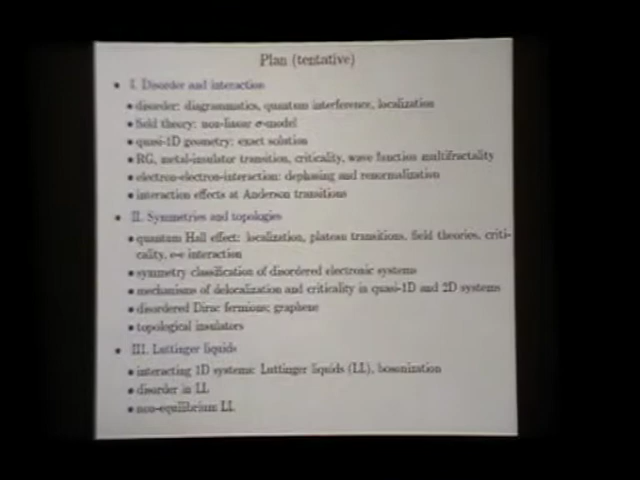 Plan (tentative)
• I. Disorder and interaction
• disorder: diagrammatics, quantum interference, localization
• field theory: non-linear σ-model
• quasi-1D geometry: exact solution
• RG, metal-insulator transition, criticality, wave function multifractality
• electron-electron-interaction: dephasing and renormalization
• interaction effects at Anderson transitions
• II. Symmetries and topologies
• quantum Hall effect: localization, plateau transitions, field theories, criti-
cality, e-e interaction
• symmetry classification of disordered electronic systems
• mechanisms of delocalization and criticality in quasi-1D and 2D systems
• disordered Dirac fermions; graphene
• topological insulators
• III. Luttinger liquids
• interacting 1D systems: Luttinger liquids (LL), bosonization
• disorder in LL
• non-equilibrium LL